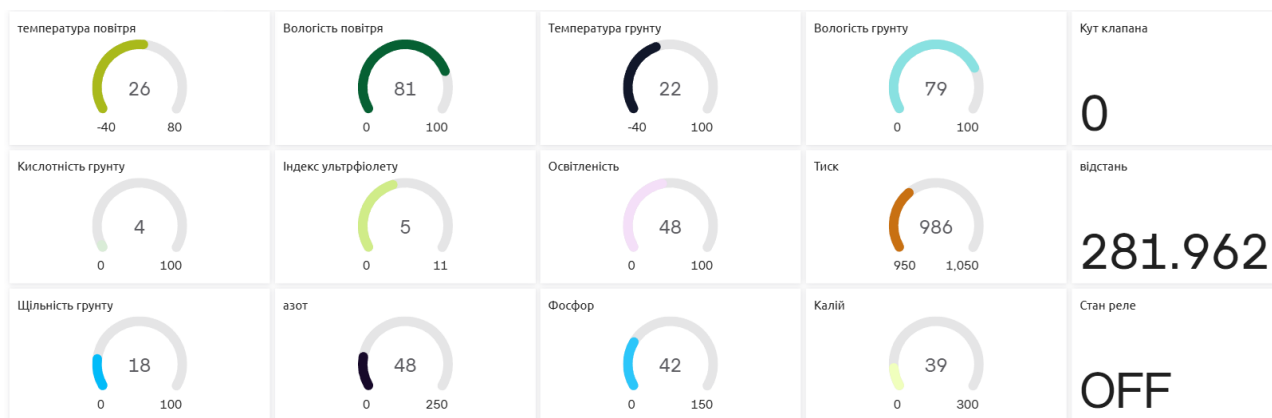 температура повітря
26
-40 80
Вологість повітря
81
0 100
Температура грунту
22
-40 100
Вологість грунту
79
0 100
Кут клапана
0
Кислотність грунту
4
0 100
Індекс ультрфіолету
5
0 11
Освітленість
48
0 100
Тиск
986
950 1,050
відстань
281.962
Щільність грунту
18
0 100
азот
48
0 250
Фосфор
42
0 150
Калій
39
0 300
Стан реле
OFF